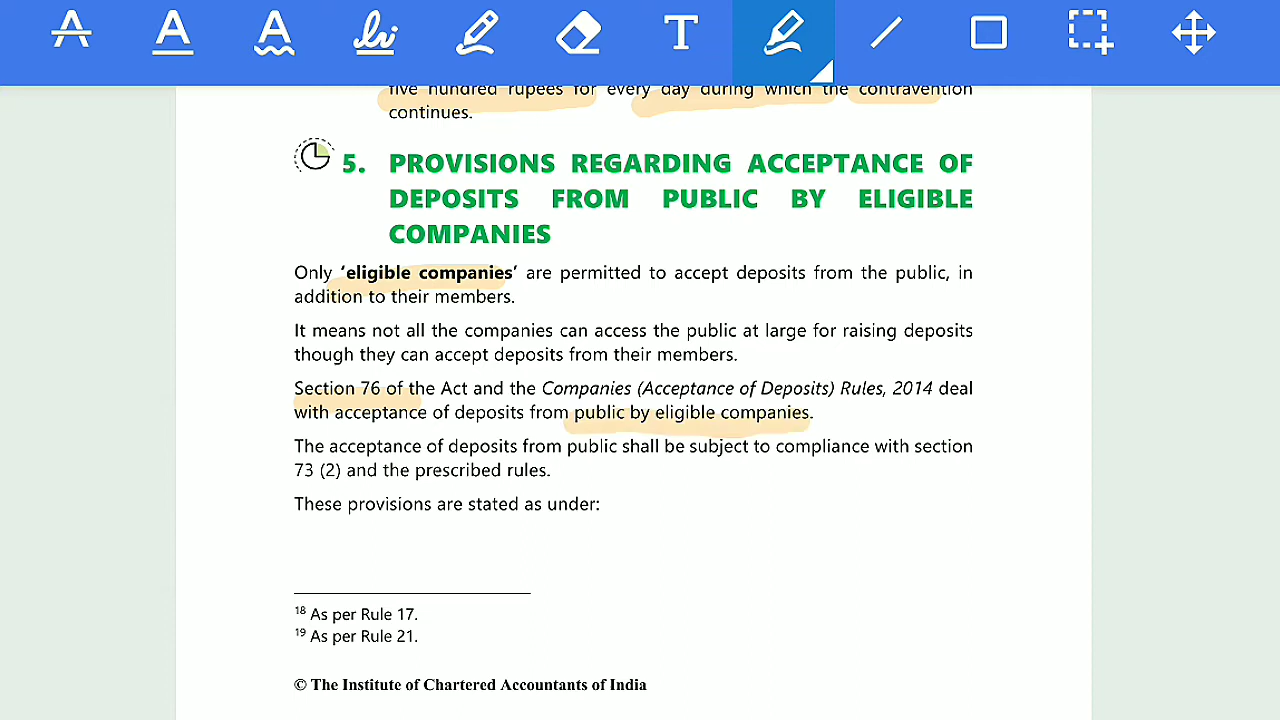 five hundred rupees for every day during which the contravention
continues.
5. PROVISIONS REGARDING ACCEPTANCE OF
DEPOSITS FROM PUBLIC BY ELIGIBLE
COMPANIES
Only ‘eligible companies’ are permitted to accept deposits from the public, in
addition to their members.
It means not all the companies can access the public at large for raising deposits
though they can accept deposits from their members.
Section 76 of the Act and the Companies (Acceptance of Deposits) Rules, 2014 deal
with acceptance of deposits from public by eligible companies.
The acceptance of deposits from public shall be subject to compliance with section
73 (2) and the prescribed rules.
These provisions are stated as under:
18 As per Rule 17.
19 As per Rule 21.
© The Institute of Chartered Accountants of India